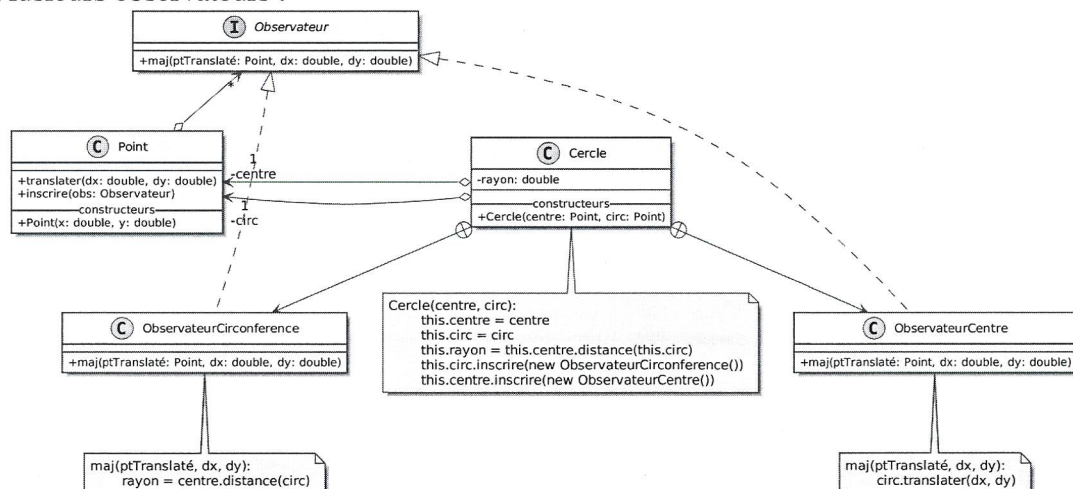 I Observateur
+maj(ptTranslaté: Point, dx: double, dy: double)
*
C Point
+translater(dx: double, dy: double)
+inscrire(obs: Observateur)
constructeurs
+Point(x: double, y: double)
1
-centre
1
-circ
C Cercle
-rayon: double
constructeurs
+Cercle(centre: Point, circ: Point)
C ObservateurCirconference
+maj(ptTranslaté: Point, dx: double, dy: double)
Cercle(centre, circ):
this.centre = centre
this.circ = circ
this.rayon = this.centre.distance(this.circ)
this.circ.inscrire(new ObservateurCirconference())
this.centre.inscrire(new ObservateurCentre())
C ObservateurCentre
+maj(ptTranslaté: Point, dx: double, dy: double)
maj(ptTranslaté, dx, dy):
rayon = centre.distance(circ)
maj(ptTranslaté, dx, dy):
circ.translater(dx, dy)